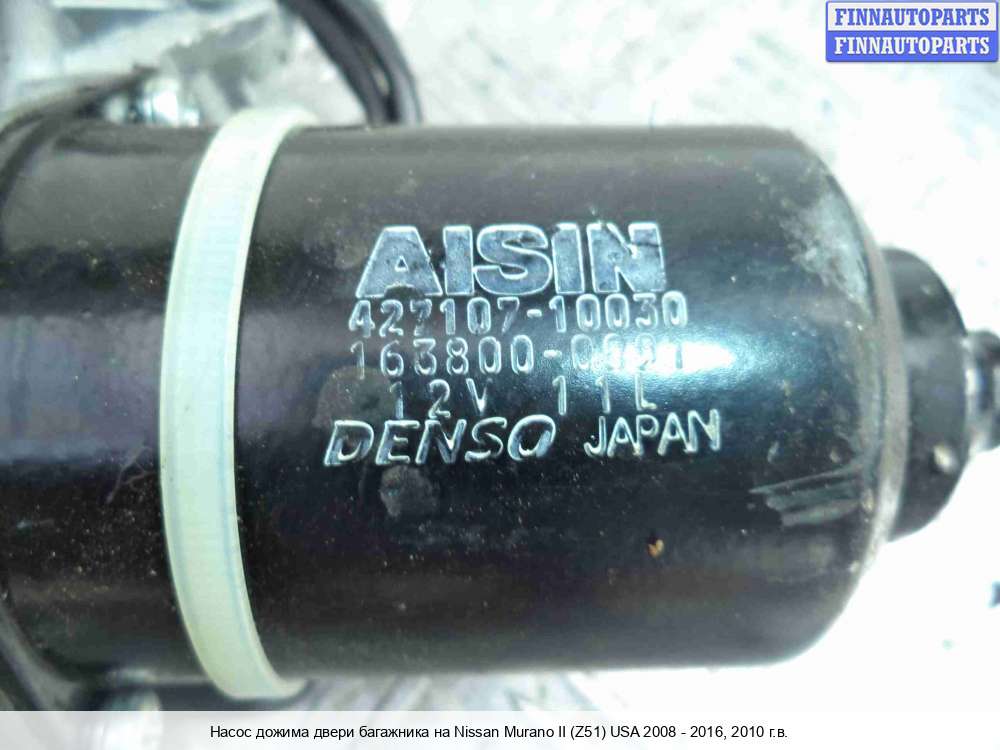 FINNAUTOPARTS
FINNAUTOPARTS
AISIN
427107-10030
12V 11L
DENSO JAPAN
Насос дожима двери багажника на Nissan Murano II (Z51) USA 2008 - 2016, 2010 г.в.